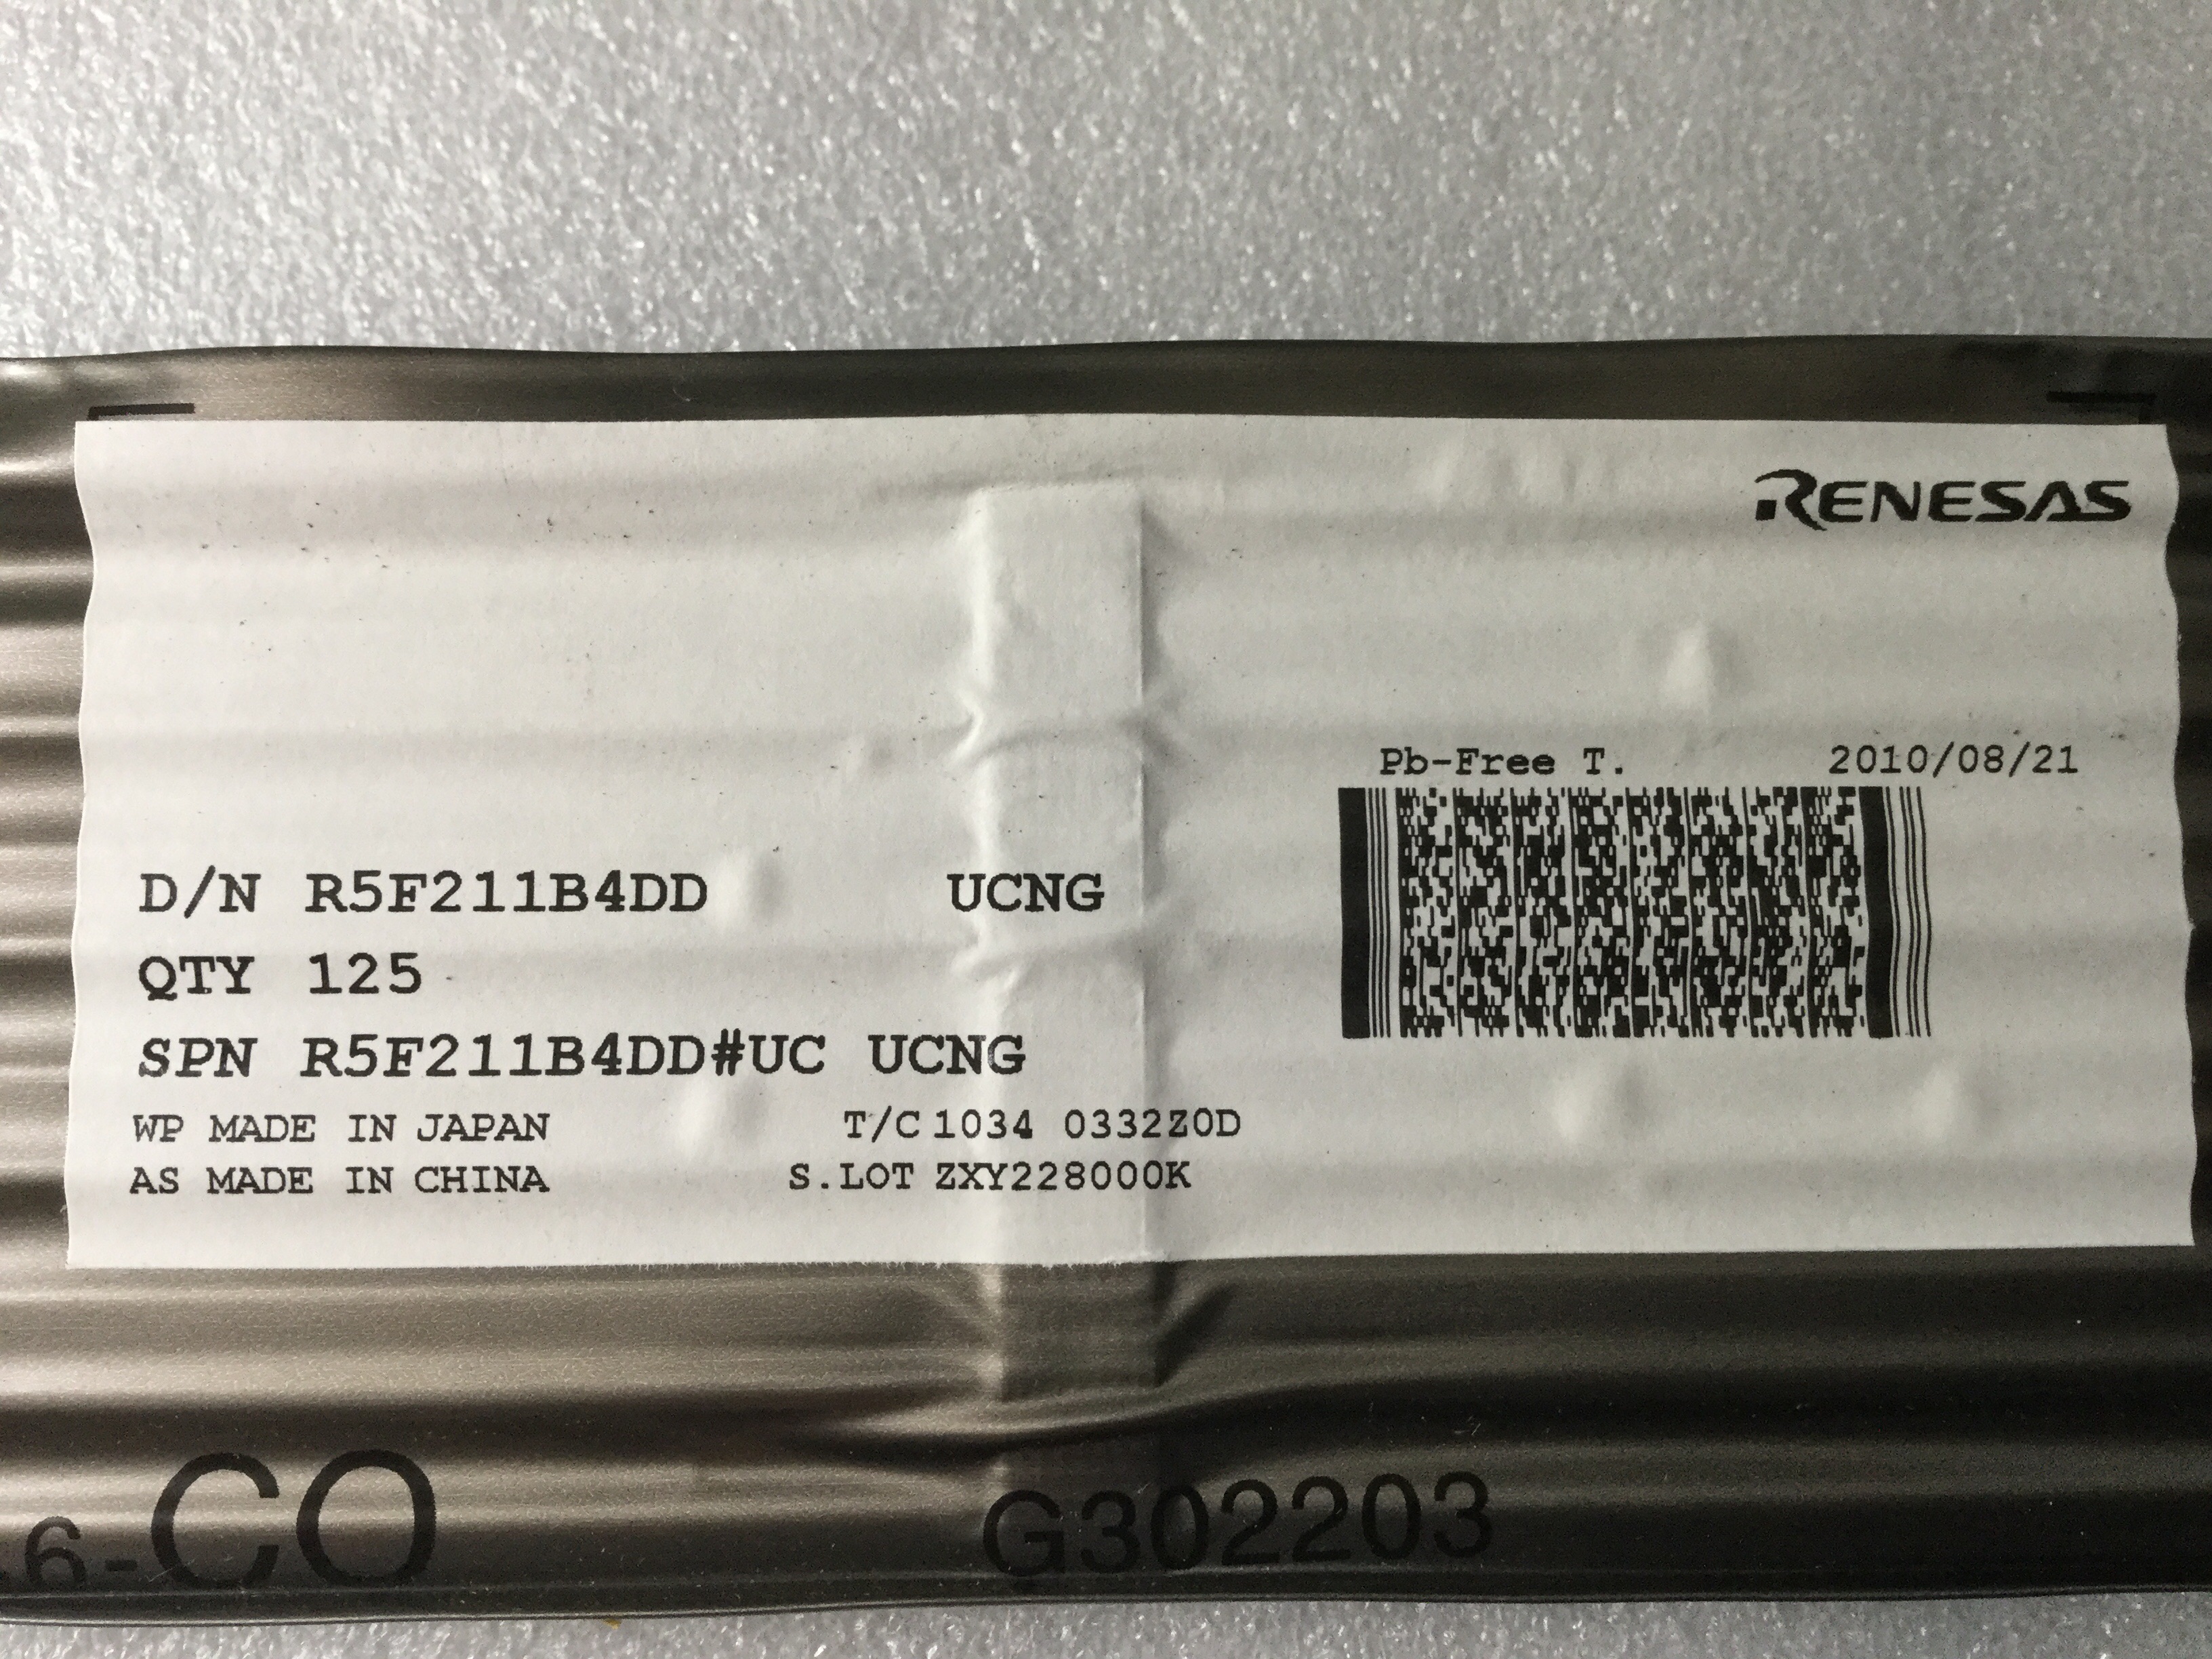 RENESAS
Pb-Free T. 2010/08/21
D/N R5F211B4DD UCNG
QTY 125
SPN R5F211B4DD#UC UCNG
WP MADE IN JAPAN T/C 1034 0332Z0D
AS MADE IN CHINA S.LOT ZXY228000K
6-CO G302203